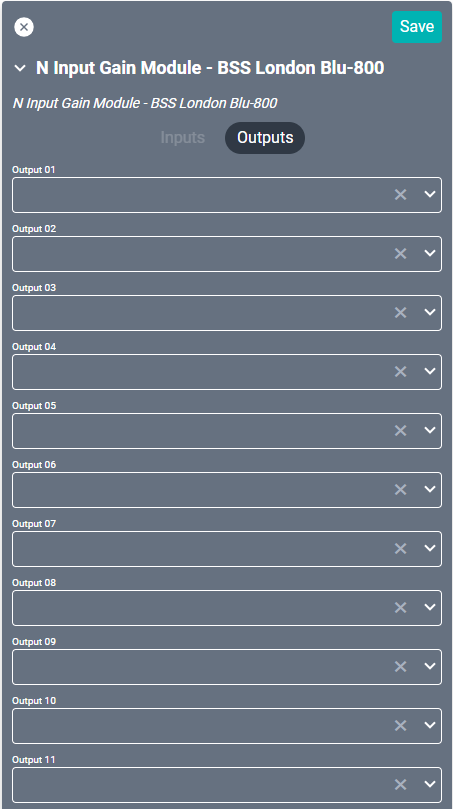 Save
N Input Gain Module - BSS London Blu-800
N Input Gain Module - BSS London Blu-800
Inputs Outputs
Output 01
Output 02
Output 03
Output 04
Output 05
Output 06
Output 07
Output 08
Output 09
Output 10
Output 11